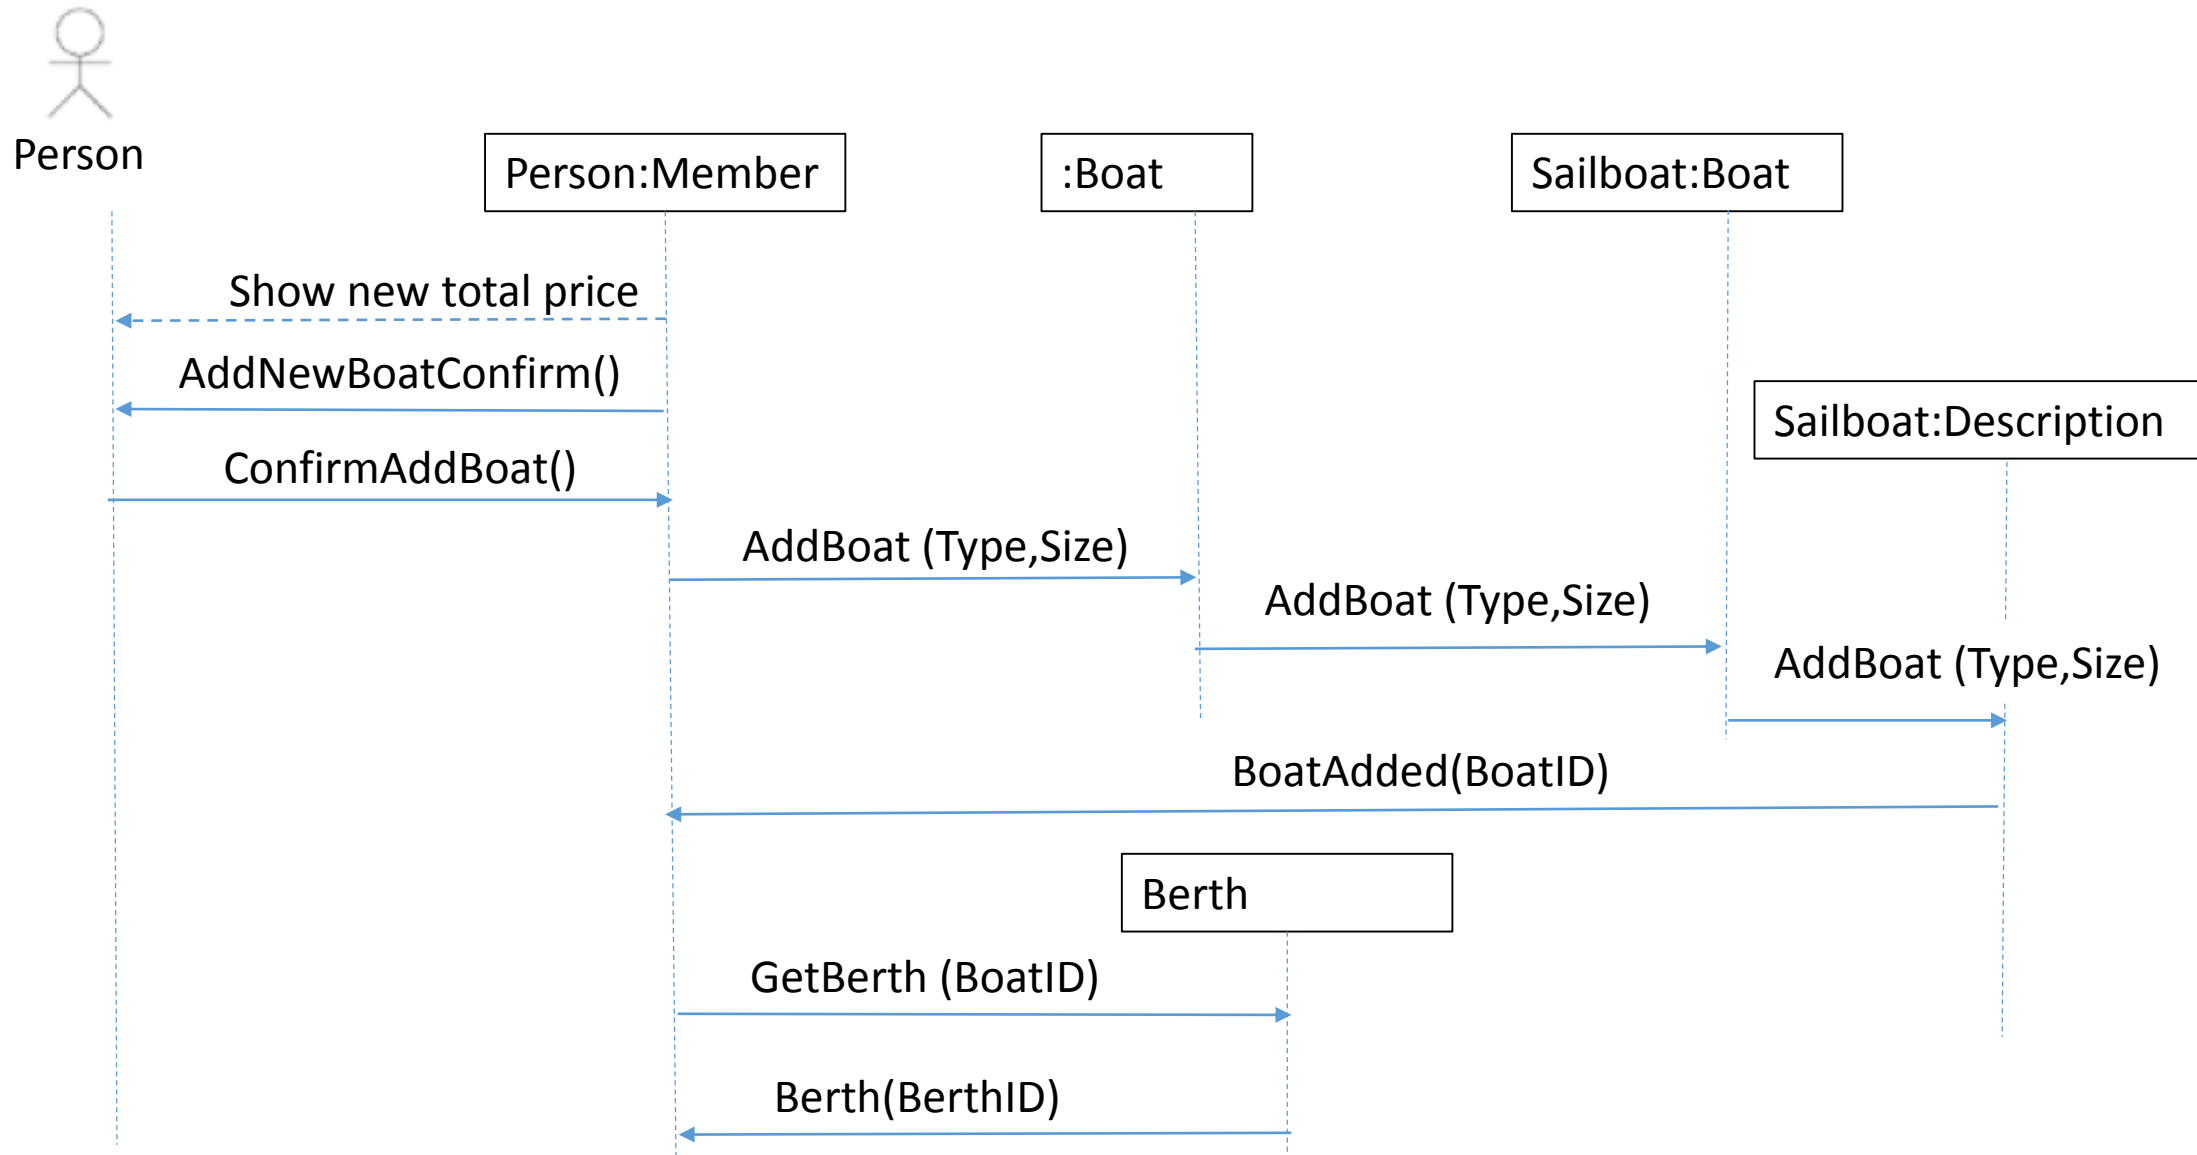 Person
Person:Member
:Boat
Sailboat:Boat
Show new total price
AddNewBoatConfirm()
Sailboat:Description
ConfirmAddBoat()
AddBoat (Type,Size)
AddBoat (Type,Size)
AddBoat (Type,Size)
BoatAdded(BoatID)
Berth
GetBerth (BoatID)
Berth(BerthID)